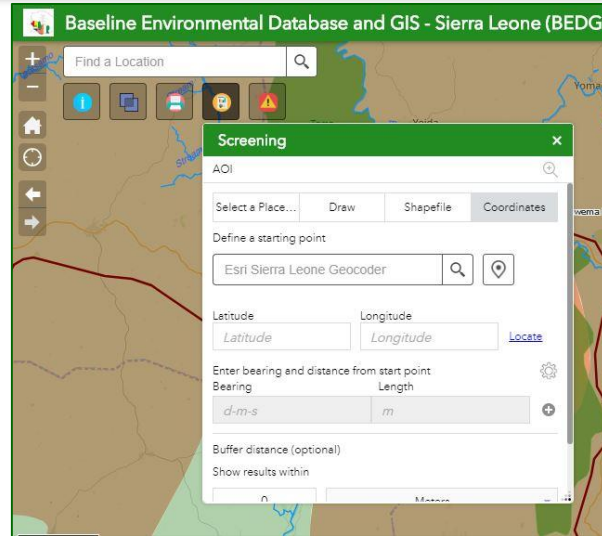 Baseline Environmental Database and GIS - Sierra Leone (BEDG
Find a Location
Yoma
Screening
AOI
Select a Place...
Draw
Shapefile
Coordinates
wema
Define a starting point
Esri Sierra Leone Geocoder
Latitude
Longitude
Latitude
Longitude
Locate
Enter bearing and distance from start point
Bearing
Length
d-m-s
m
Buffer distance (optional)
Show results within
0
Meters